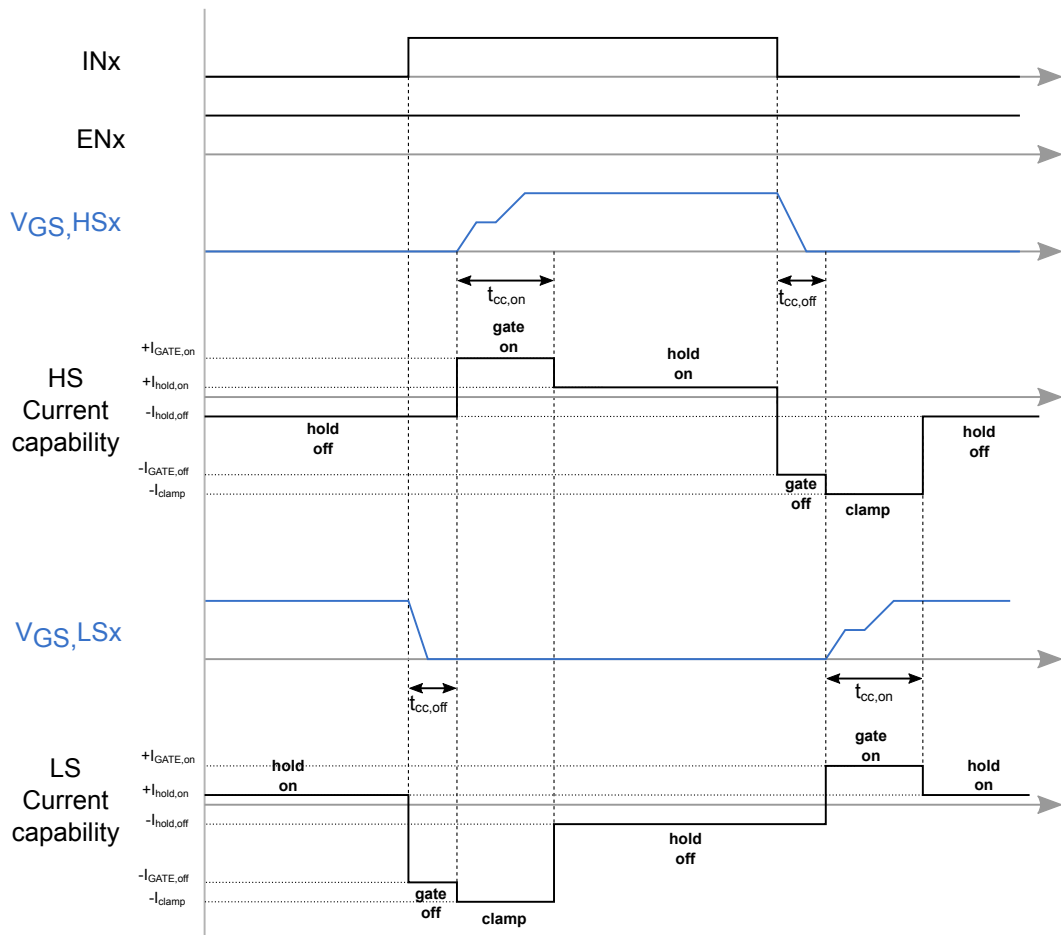 INx
ENx
VGS,HSx
tcc,on
tcc,off
gate
on
+IGATE,on
hold
on
+Ihold,on
HS
Current
capability
-Ihold,off
hold
off
hold
off
-IGATE,off
-Iclamp
gate
off
clamp
VGS,LSx
tcc,off
tcc,on
gate
on
+IGATE,on
LS
Current
capability
hold
on
hold
on
+Ihold,on
-Ihold,off
hold
off
-IGATE,off
-Iclamp
gate
off
clamp